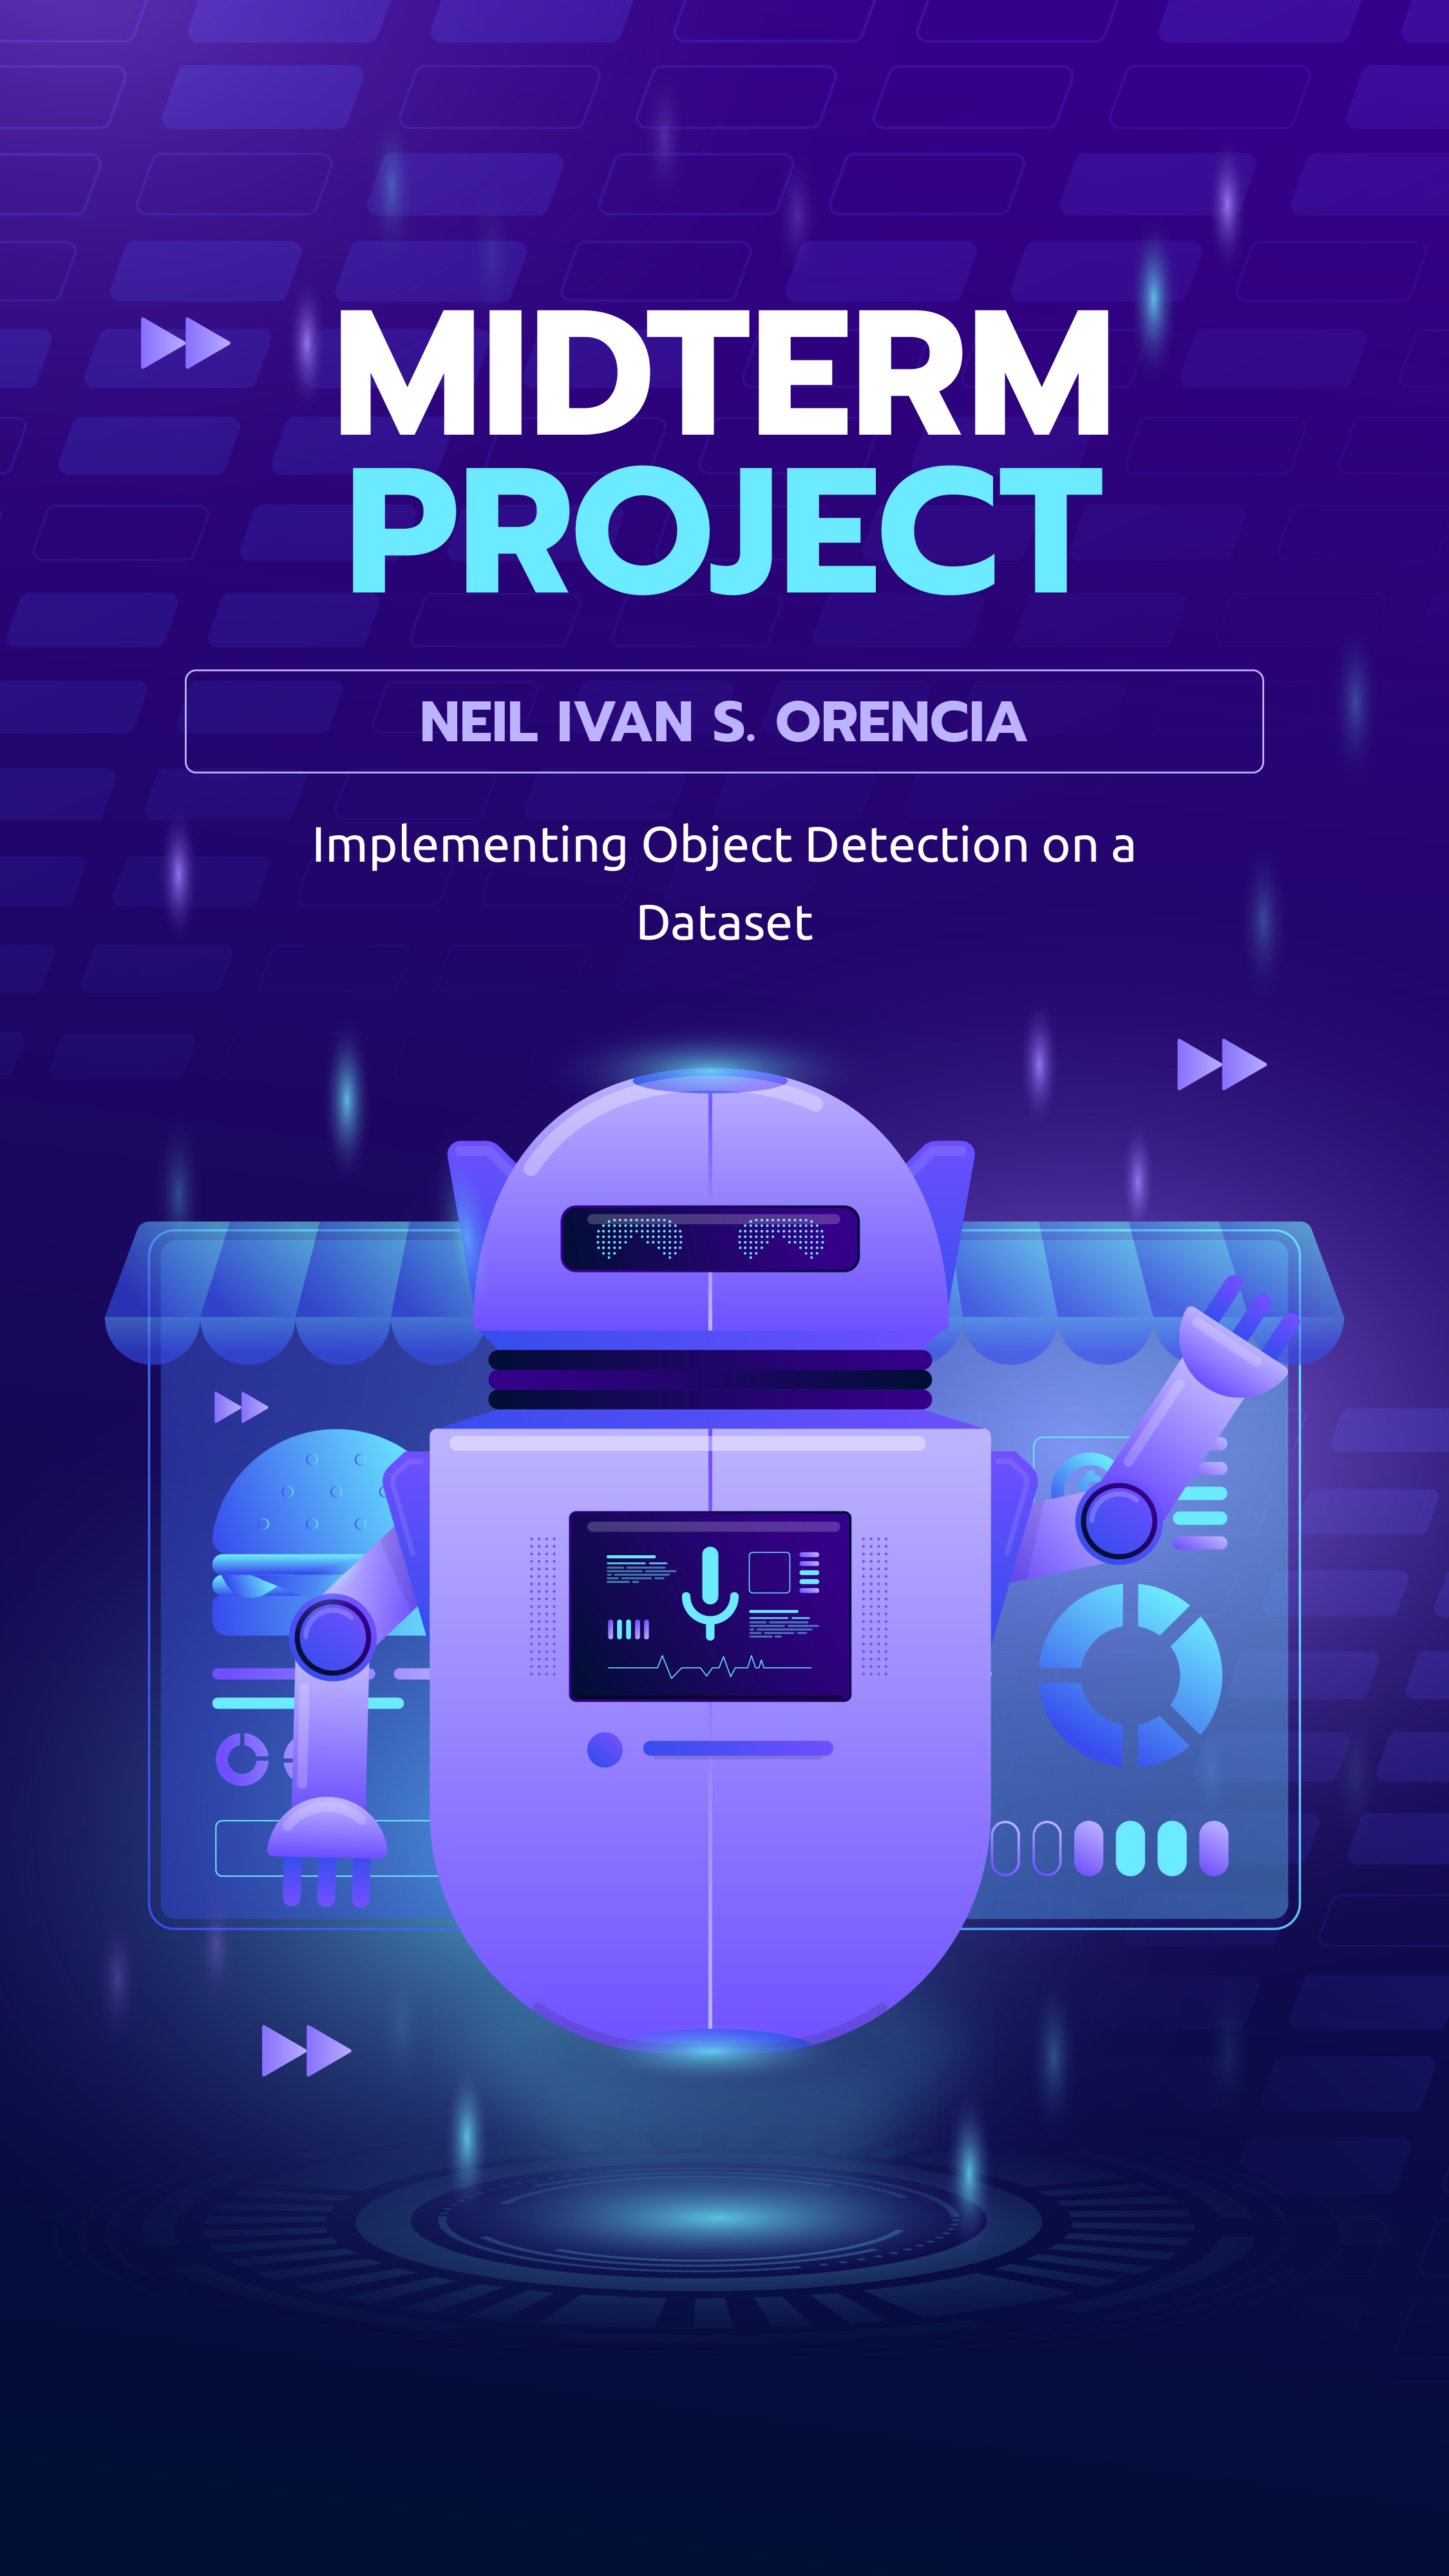 MIDTERM
PROJECT
NEIL IVAN S. ORENCIA
Implementing Object Detection on a
Dataset